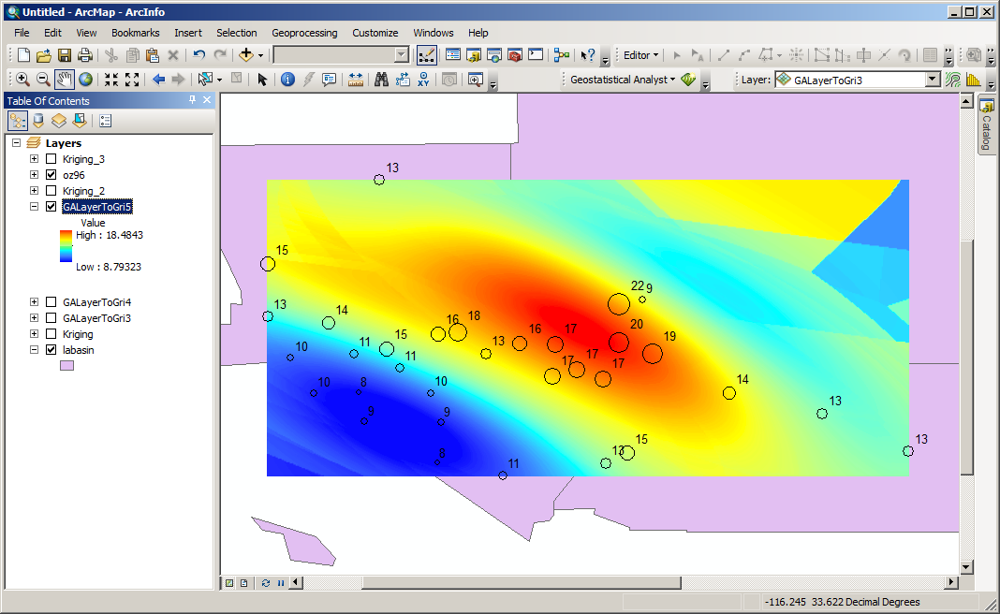 Untitled - ArcMap - ArcInfo
File Edit View Bookmarks Insert Selection Geoprocessing Customize Windows Help
Editor
Geostatistical Analyst Layer: GALayerToGri3
Table Of Contents
Catalog
Layers
Kriging_3
oz96
Kriging_2
GALayerToGri5
Value
High : 18.4843
Low : 8.79323
GALayerToGri4
GALayerToGri3
Kriging
labasin
13
15
22 9
13 14
16 18 20
16 17 19
11 15 13
10 11 17 17 17
10 8 10 14
9 9 13
8 13 15 13
11
-116.245 33.622 Decimal Degrees